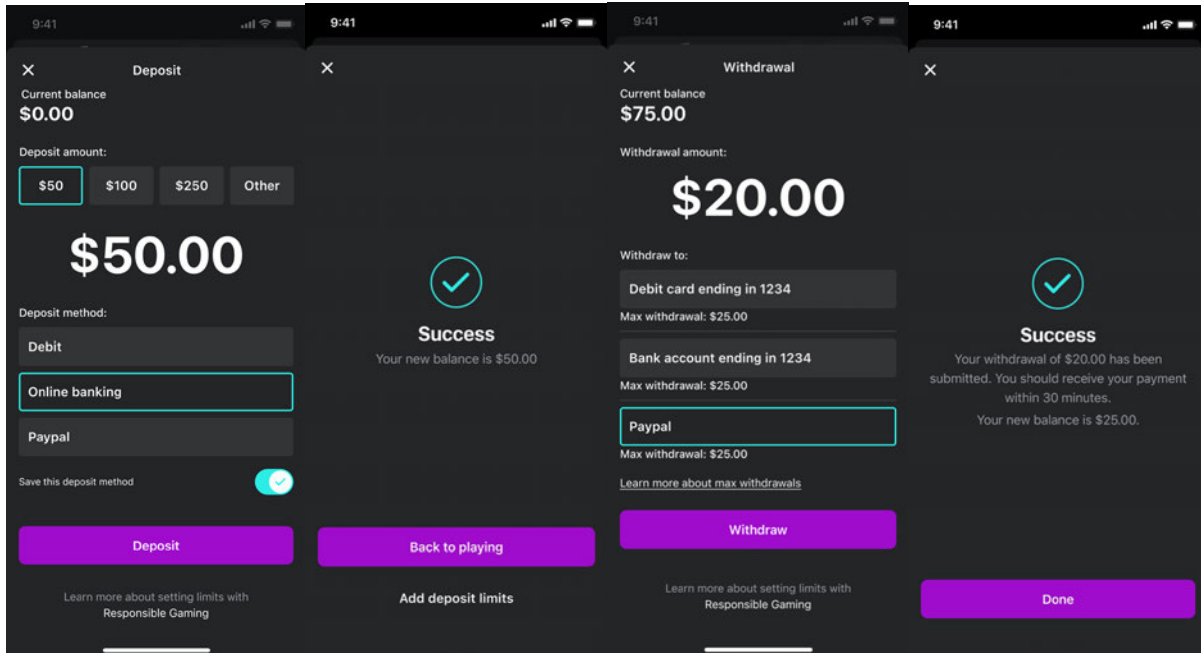 9:41
Deposit
Current balance
$0.00
Deposit amount:
$50 $100 $250 Other
$50.00
Deposit method:
Debit
Online banking
Paypal
Save this deposit method
Deposit
Learn more about setting limits with
Responsible Gaming
9:41
Success
Your new balance is $50.00
Back to playing
Add deposit limits
9:41
Withdrawal
Current balance
$75.00
Withdrawal amount:
$20.00
Withdraw to:
Debit card ending in 1234
Max withdrawal: $25.00
Bank account ending in 1234
Max withdrawal: $25.00
Paypal
Max withdrawal: $25.00
Learn more about max withdrawals
Withdraw
Learn more about setting limits with
Responsible Gaming
9:41
Success
Your withdrawal of $20.00 has been
submitted. You should receive your payment
within 30 minutes.
Your new balance is $25.00.
Done